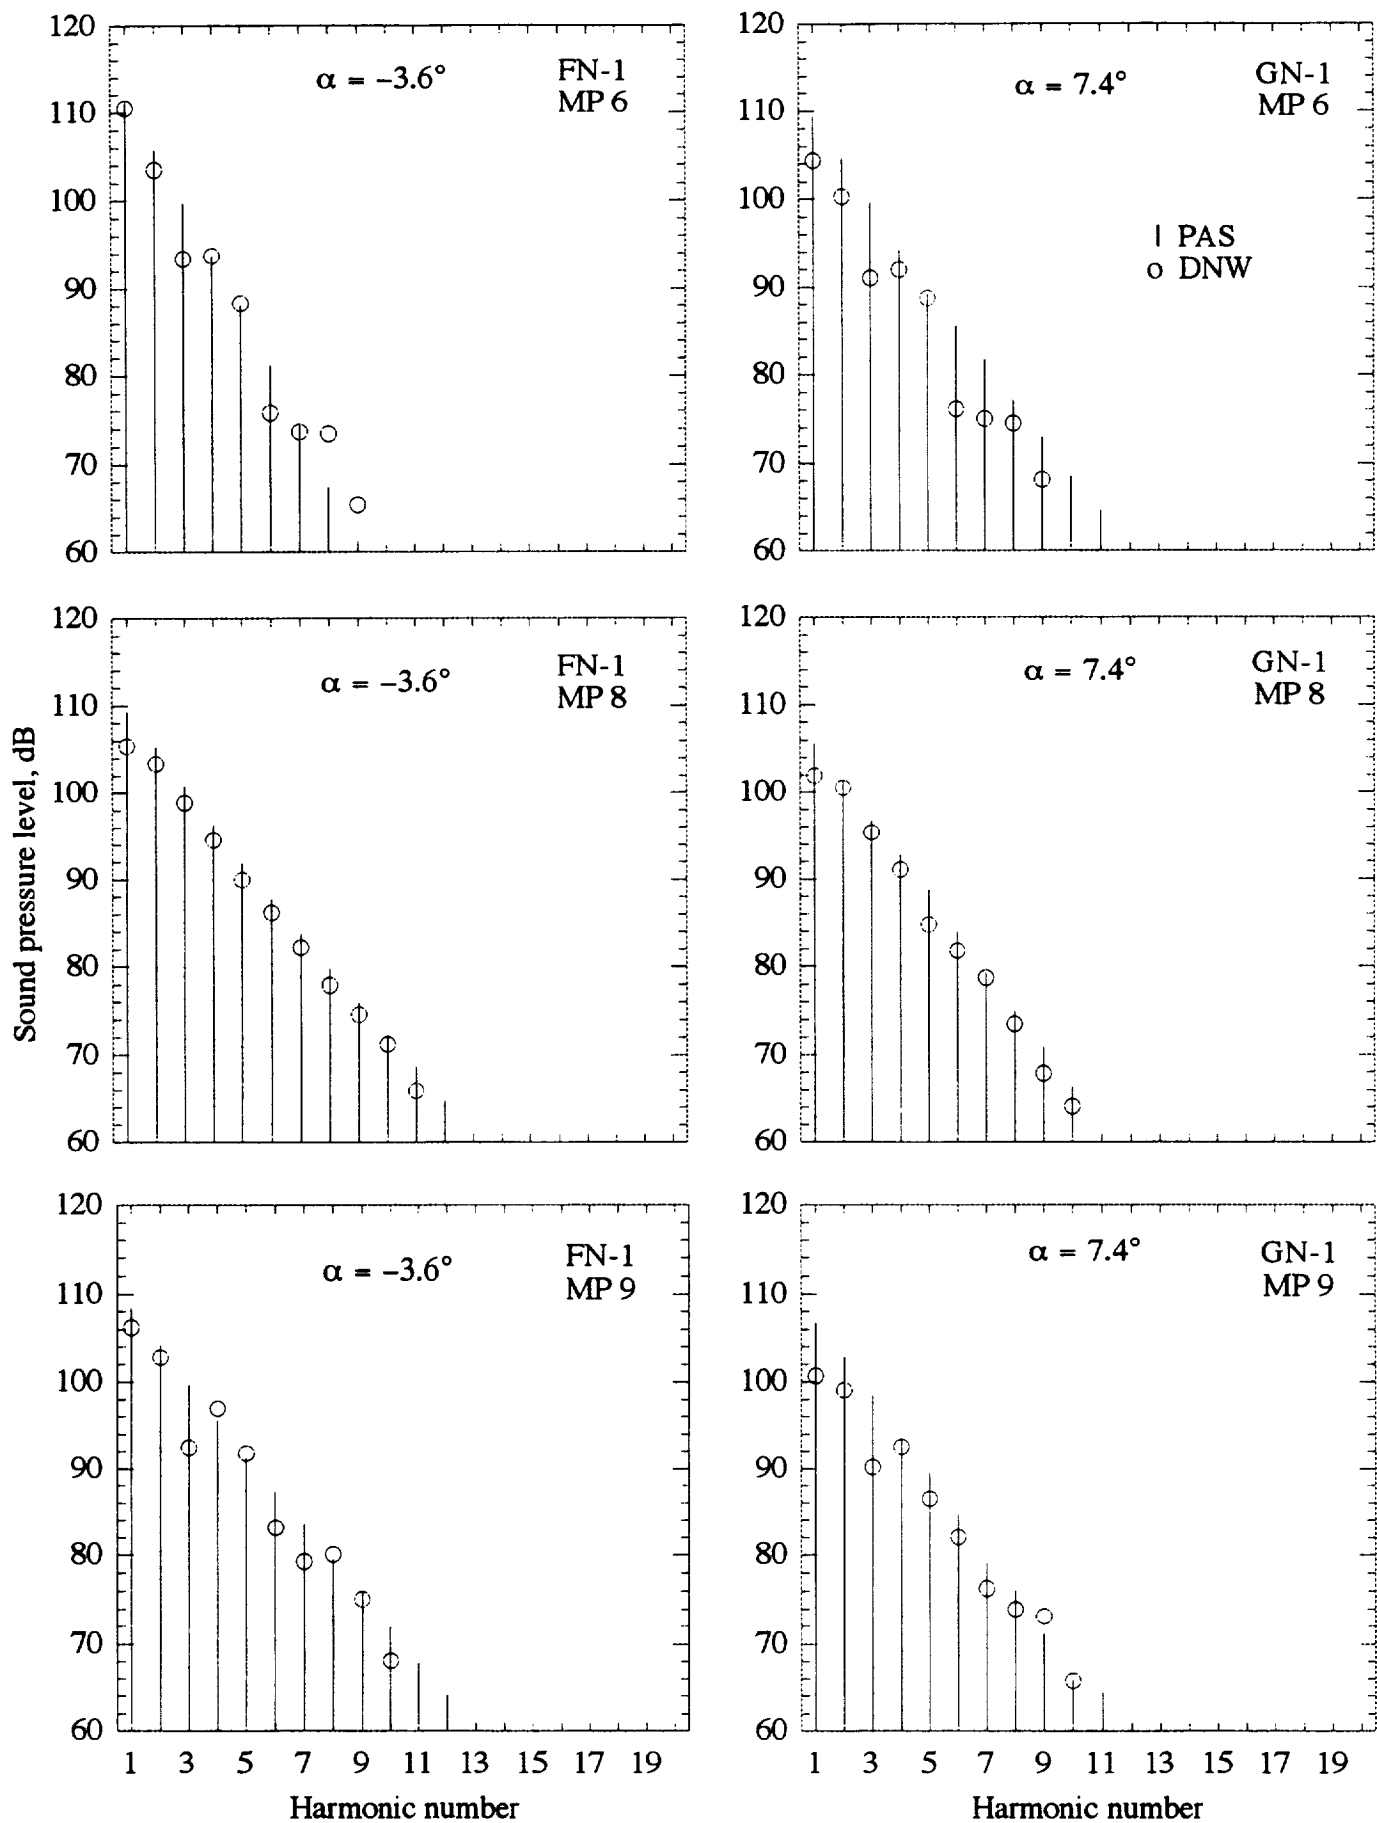 120
110
100
90
80
70
60
α = −3.6°
FN-1
MP 6
120
110
100
90
80
70
60
α = 7.4°
GN-1
MP 6
| PAS
o DNW
Sound pressure level, dB
120
110
100
90
80
70
60
α = −3.6°
FN-1
MP 8
120
110
100
90
80
70
60
α = 7.4°
GN-1
MP 8
120
110
100
90
80
70
60
α = −3.6°
FN-1
MP 9
1 3 5 7 9 11 13 15 17 19
Harmonic number
120
110
100
90
80
70
60
α = 7.4°
GN-1
MP 9
1 3 5 7 9 11 13 15 17 19
Harmonic number